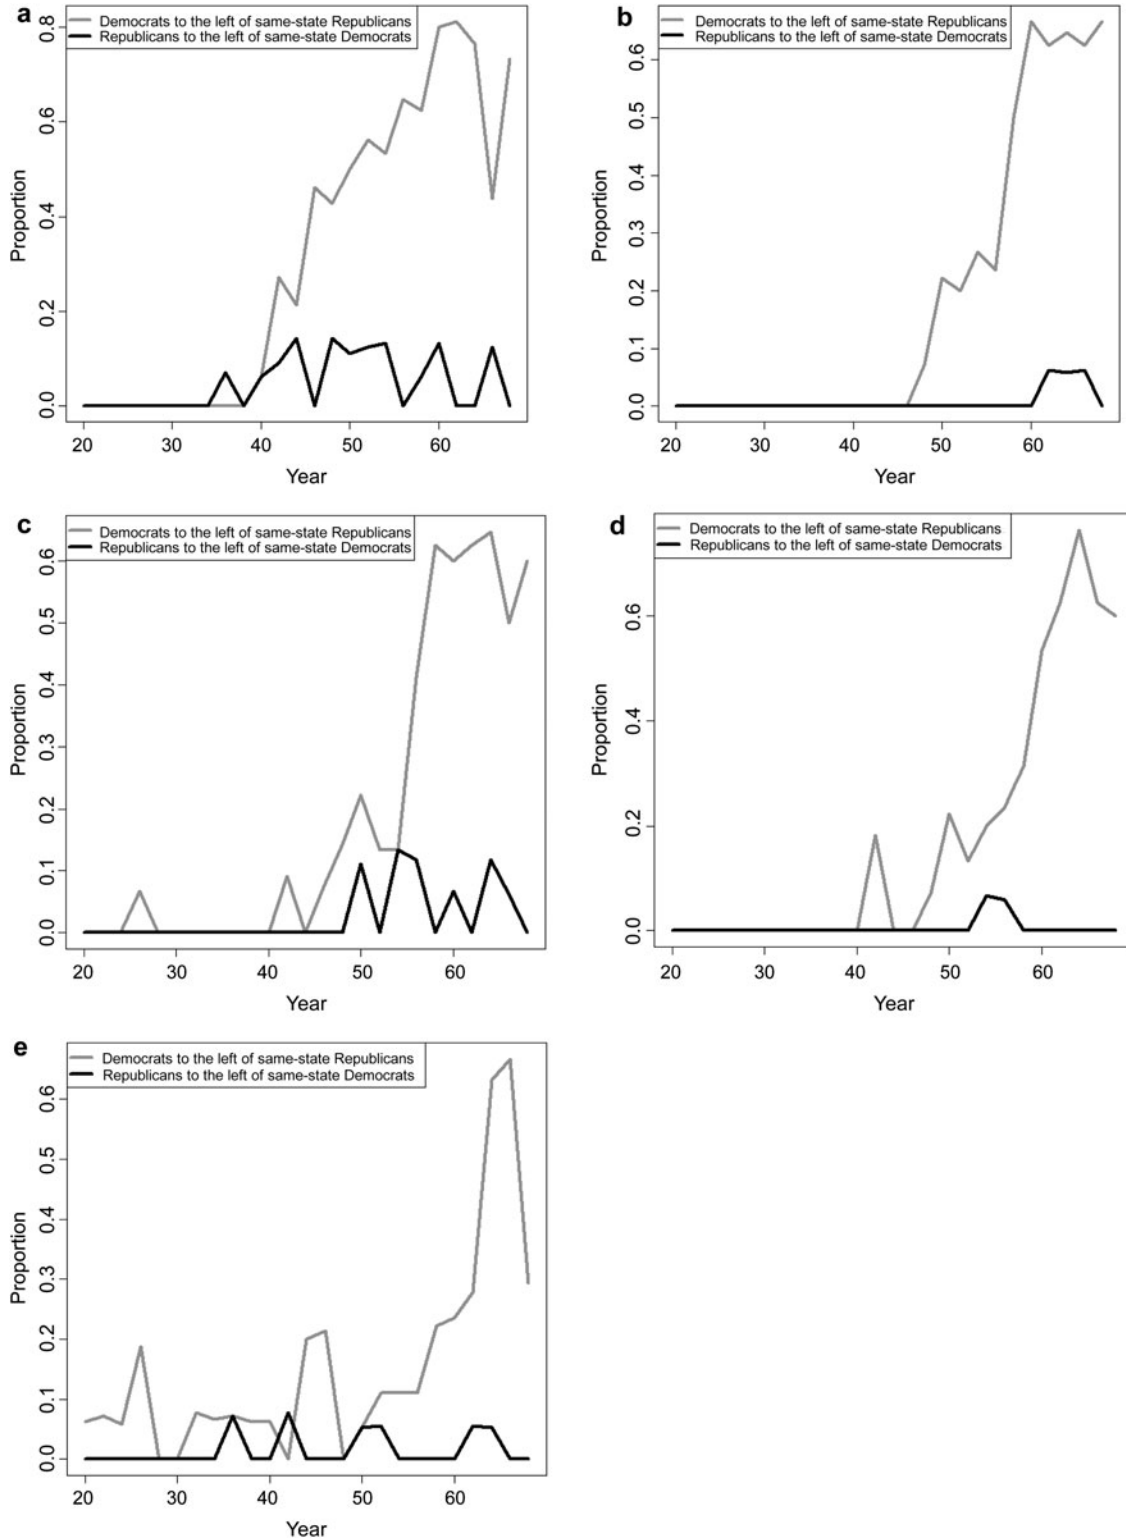 a
Democrats to the left of same-state Republicans
Republicans to the left of same-state Democrats
Proportion
0.0 0.2 0.4 0.6 0.8
20 30 40 50 60
Year
b
Democrats to the left of same-state Republicans
Republicans to the left of same-state Democrats
Proportion
0.0 0.1 0.2 0.3 0.4 0.5 0.6
20 30 40 50 60
Year
c
Democrats to the left of same-state Republicans
Republicans to the left of same-state Democrats
Proportion
0.0 0.1 0.2 0.3 0.4 0.5 0.6
20 30 40 50 60
Year
d
Democrats to the left of same-state Republicans
Republicans to the left of same-state Democrats
Proportion
0.0 0.2 0.4 0.6
20 30 40 50 60
Year
e
Democrats to the left of same-state Republicans
Republicans to the left of same-state Democrats
Proportion
0.0 0.1 0.2 0.3 0.4 0.5 0.6
20 30 40 50 60
Year